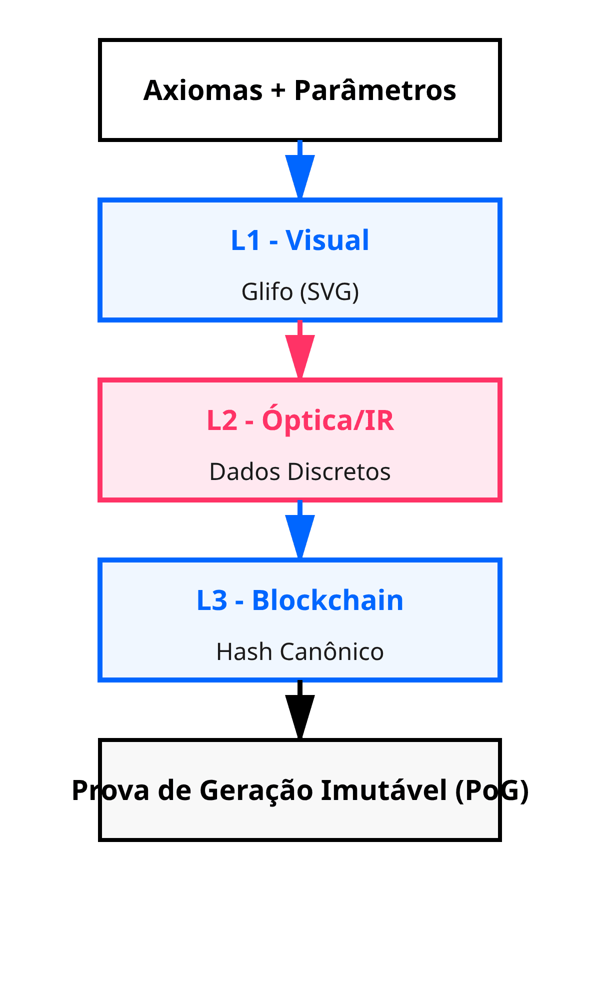 Axiomas + Parâmetros
L1 - Visual
Glifo (SVG)
L2 - Óptica/IR
Dados Discretos
L3 - Blockchain
Hash Canônico
Prova de Geração Imutável (PoG)